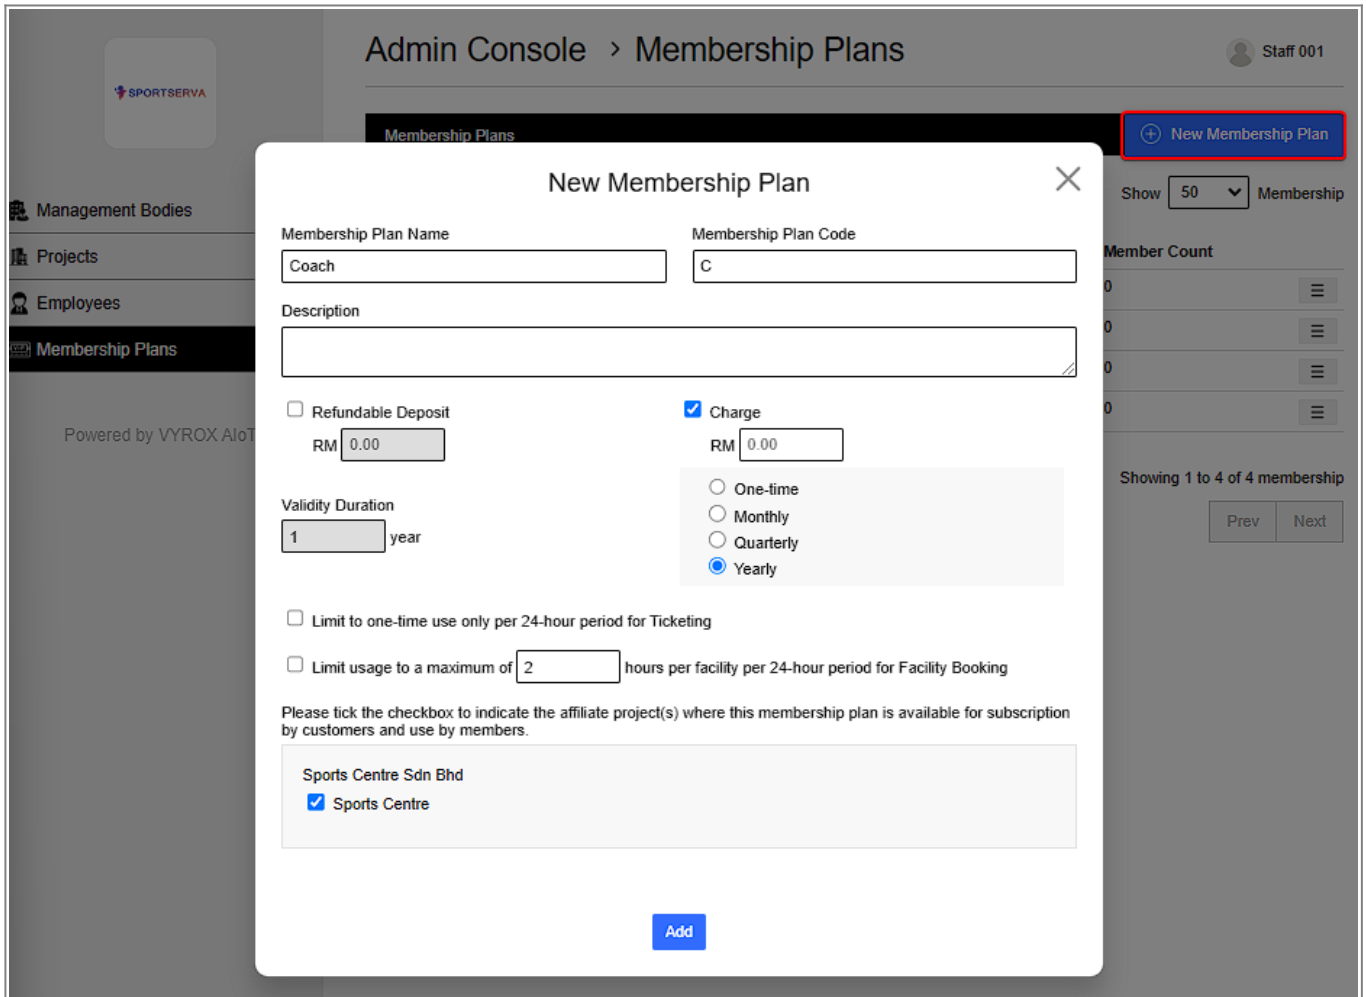 Admin Console > Membership Plans
Staff 001
SPORTSERVA
Membership Plans
New Membership Plan
Show 50 Membership
Management Bodies
Projects
Employees
Membership Plans
Powered by VYROX AIoT
Member Count
0
0
0
0
Showing 1 to 4 of 4 membership
Prev Next
New Membership Plan
Membership Plan Name Membership Plan Code
Coach C
Description
Refundable Deposit Charge
RM 0.00 RM 0.00
One-time
Validity Duration
Monthly
1 year
Quarterly
Yearly
Limit to one-time use only per 24-hour period for Ticketing
Limit usage to a maximum of 2 hours per facility per 24-hour period for Facility Booking
Please tick the checkbox to indicate the affiliate project(s) where this membership plan is available for subscription
by customers and use by members.
Sports Centre Sdn Bhd
Sports Centre
Add